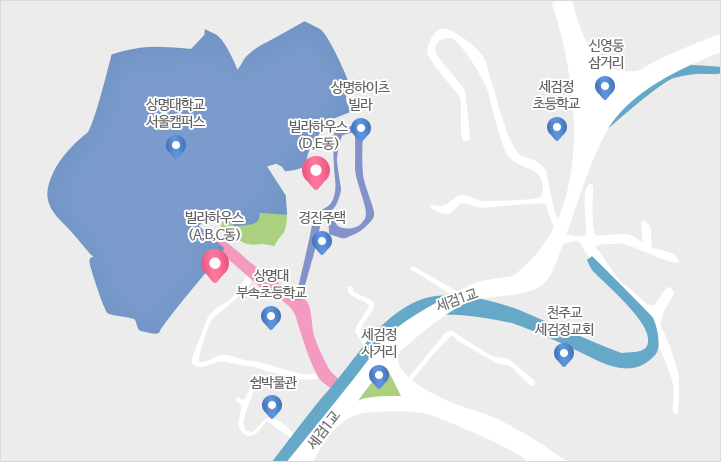 신영동
삼거리
상명하이츠
빌라
세검정
초등학교
상명대학교
서울캠퍼스
빌라하우스
(D,E동)
빌라하우스
(A,B,C동)
경진주택
상명대
부속초등학교
세검1교
천주교
세검정교회
세검정
사거리
쉼박물관
세검1교